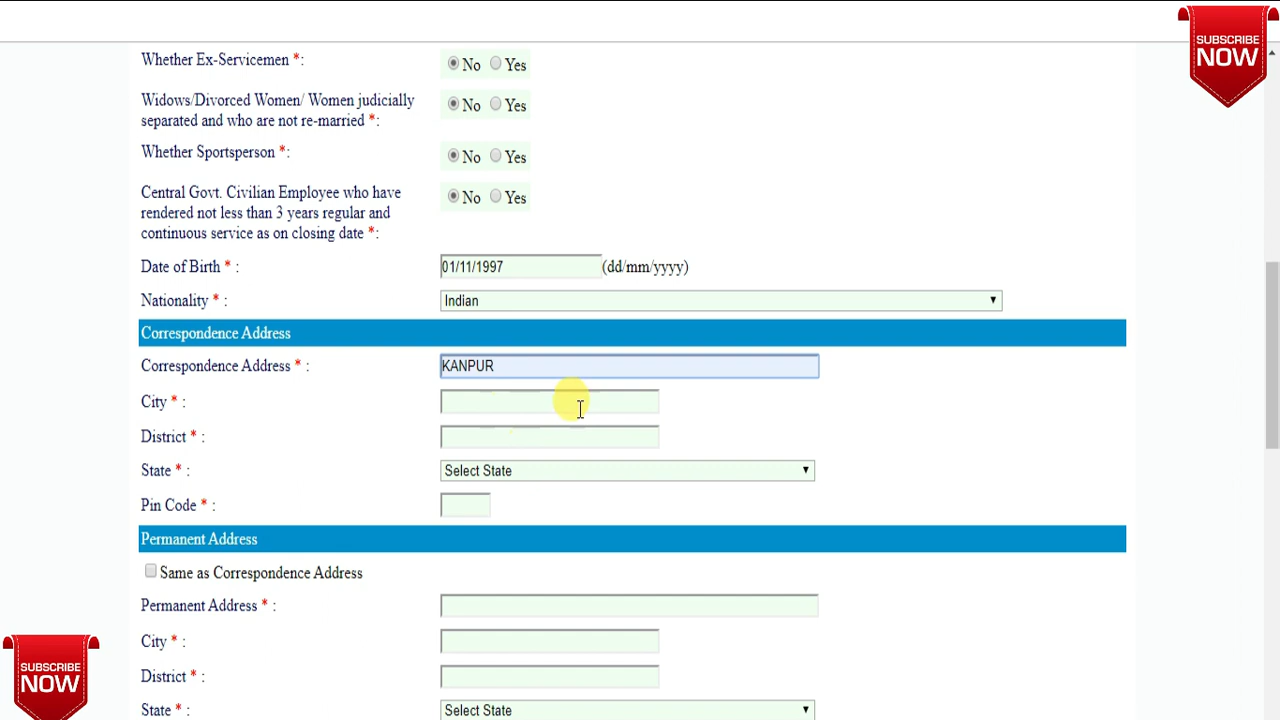 SUBSCRIBE
NOW
Whether Ex-Servicemen *:
No Yes
Widows/Divorced Women/ Women judicially
separated and who are not re-married *:
No Yes
Whether Sportsperson *:
No Yes
Central Govt. Civilian Employee who have
rendered not less than 3 years regular and
continuous service as on closing date *:
No Yes
Date of Birth * :
01/11/1997 (dd/mm/yyyy)
Nationality * :
Indian
Correspondence Address
Correspondence Address * :
KANPUR
City * :
District * :
State * :
Select State
Pin Code * :
Permanent Address
Same as Correspondence Address
Permanent Address * :
City * :
District * :
State * :
Select State
SUBSCRIBE
NOW